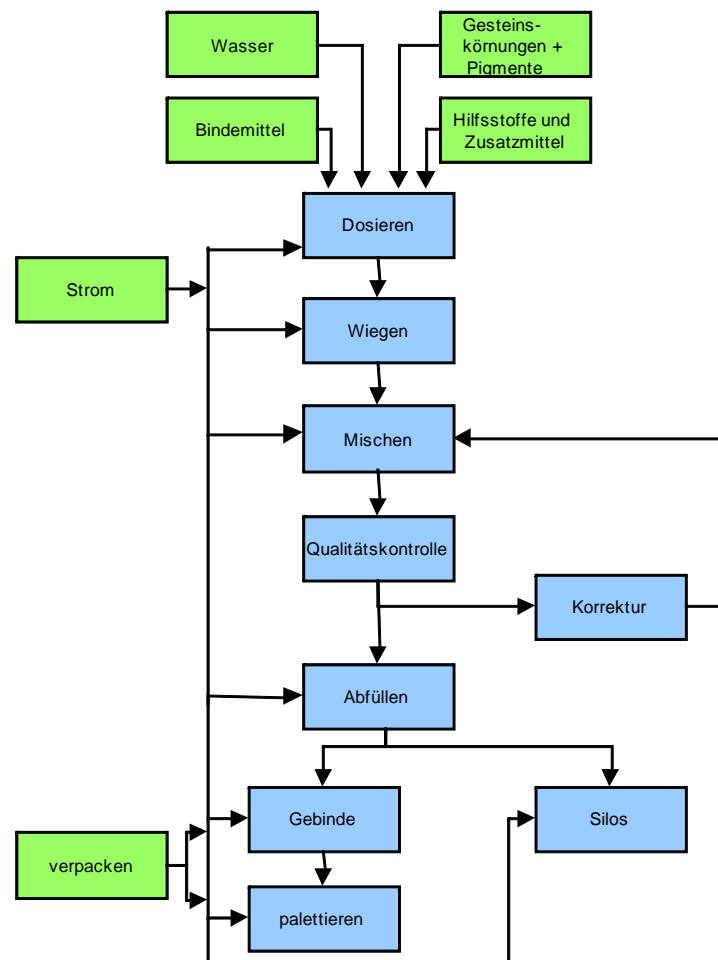 Wasser
Gesteins-
körnungen +
Pigmente
Bindemittel
Hilfsstoffe und
Zusatzmittel
Dosieren
Strom
Wiegen
Mischen
Qualitätskontrolle
Korrektur
Abfüllen
Gebinde
Silos
verpacken
palettieren